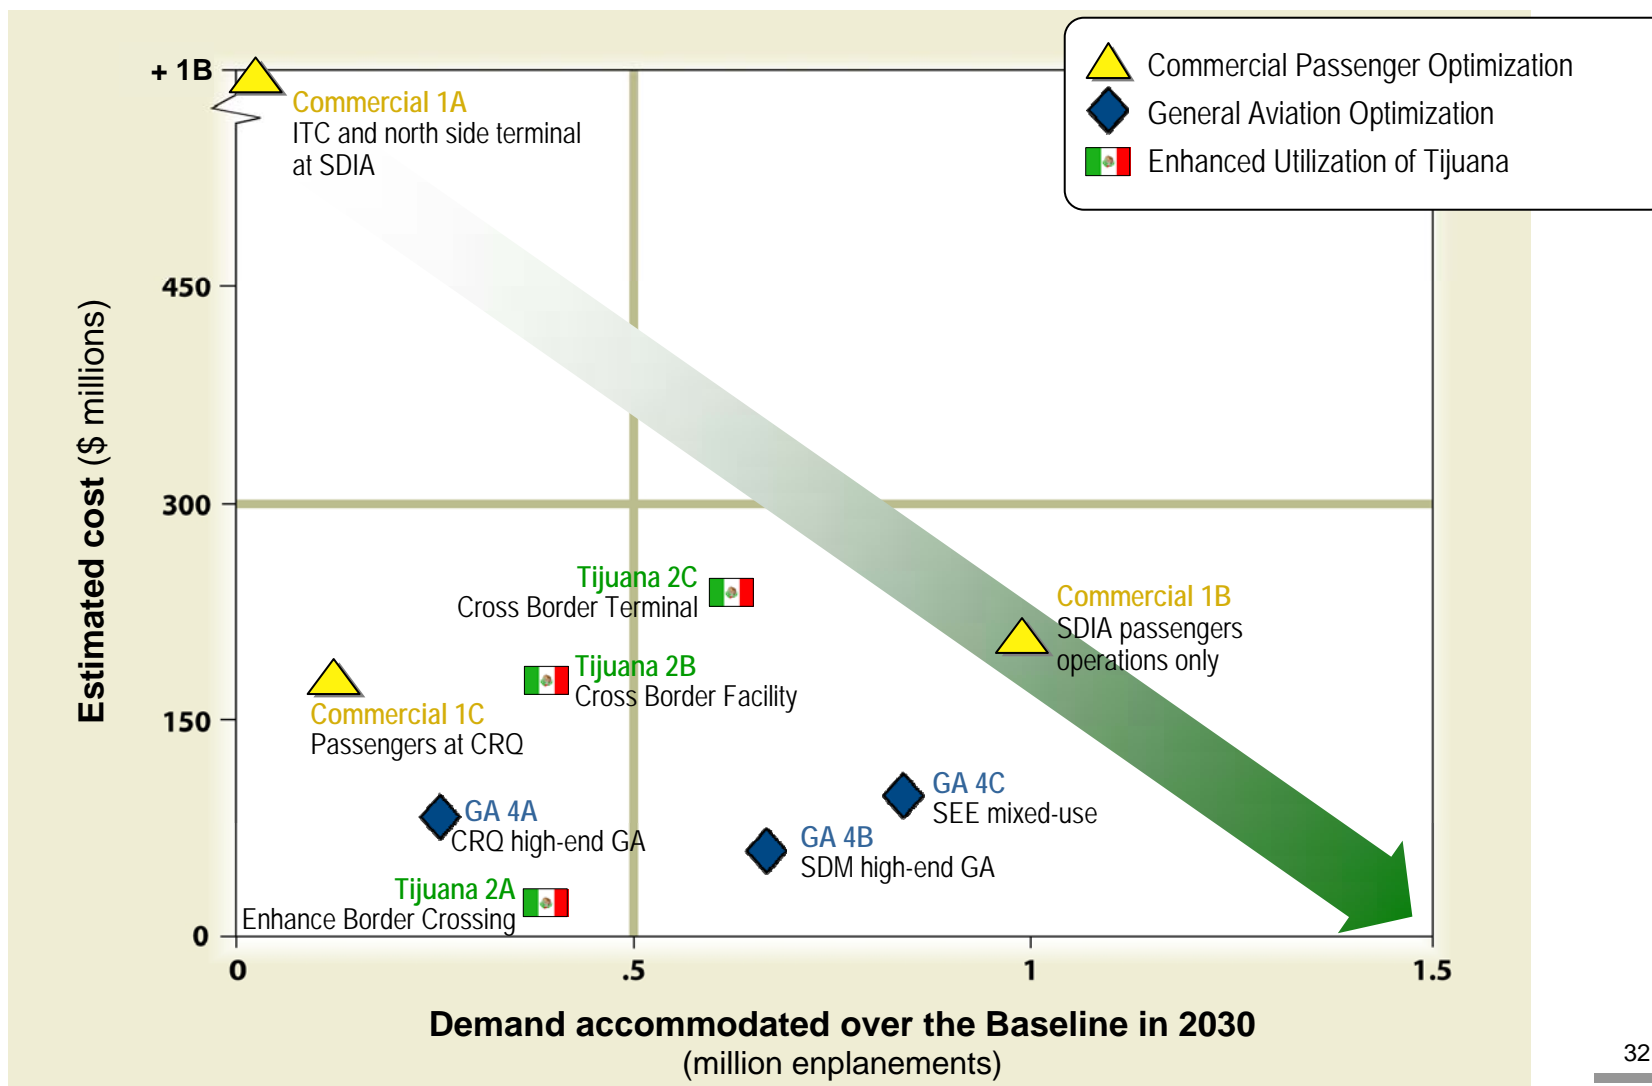 + 1B
450
300
150
0
0
.5
1
1.5
Estimated cost ($ millions)
Demand accommodated over the Baseline in 2030
(million enplanements)
Commercial Passenger Optimization
General Aviation Optimization
Enhanced Utilization of Tijuana
Commercial 1A
ITC and north side terminal
at SDIA
Tijuana 2C
Cross Border Terminal
Commercial 1B
SDIA passengers
operations only
Tijuana 2B
Cross Border Facility
Commercial 1C
Passengers at CRQ
GA 4C
SEE mixed-use
GA 4A
CRQ high-end GA
GA 4B
SDM high-end GA
Tijuana 2A
Enhance Border Crossing
32